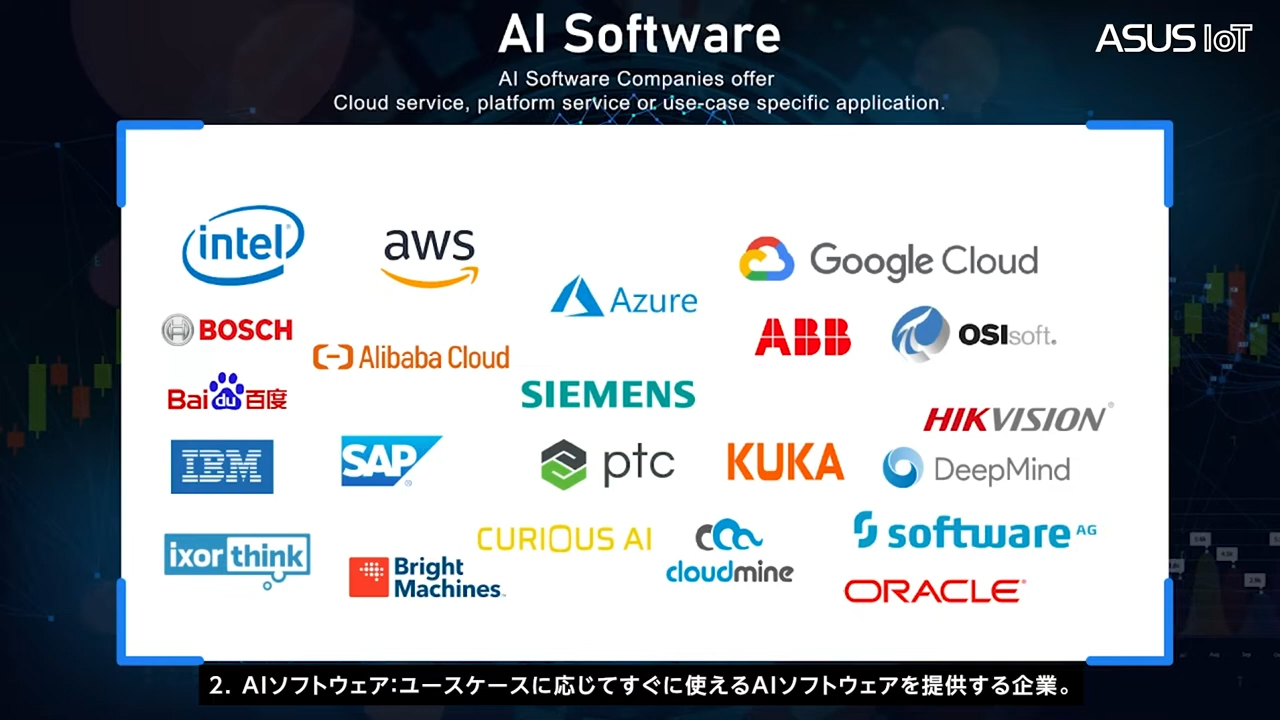 AI Software
ASUS IoT
AI Software Companies offer
Cloud service, platform service or use-case specific application.
intel
aws
Google Cloud
Azure
BOSCH
ABB
OSIsoft.
Alibaba Cloud
Baidu百度
SIEMENS
HIKVISION
IBM
SAP
ptc
KUKA
DeepMind
ixor think
CURIOUS AI
cloudmine
software AG
Bright
Machines
ORACLE
2. AIソフトウェア:ユースケースに応じてすぐに使えるAIソフトウェアを提供する企業。